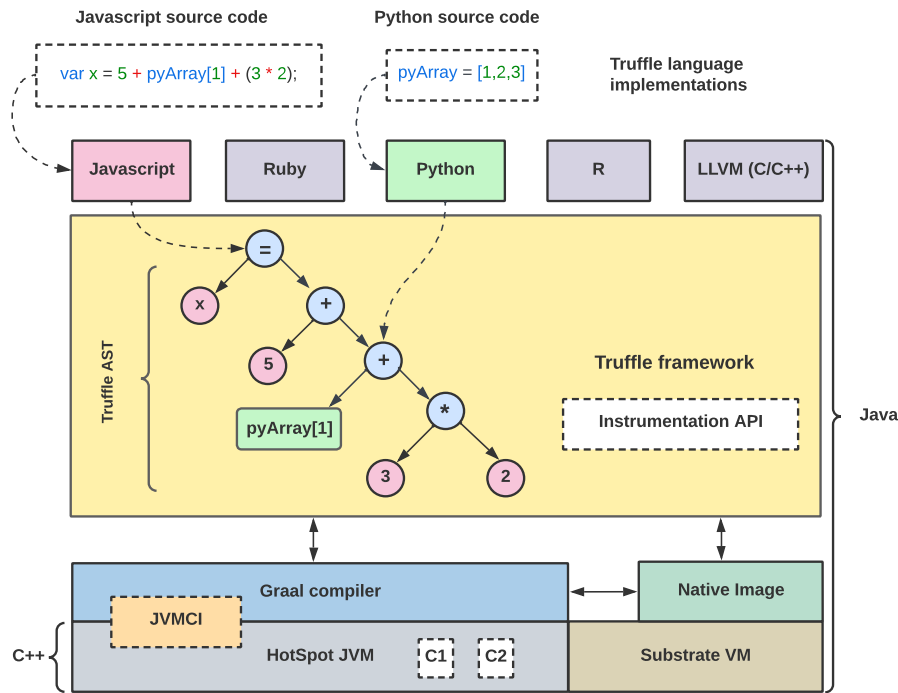 Javascript source code
Python source code
var x = 5 + pyArray[1] + (3 * 2);
pyArray = [1,2,3]
Truffle language
implementations
Javascript
Ruby
Python
R
LLVM (C/C++)
=
x
+
5
+
pyArray[1]
*
3
2
Truffle AST
Truffle framework
Instrumentation API
Java
Graal compiler
Native Image
JVMCI
C++
HotSpot JVM
C1
C2
Substrate VM